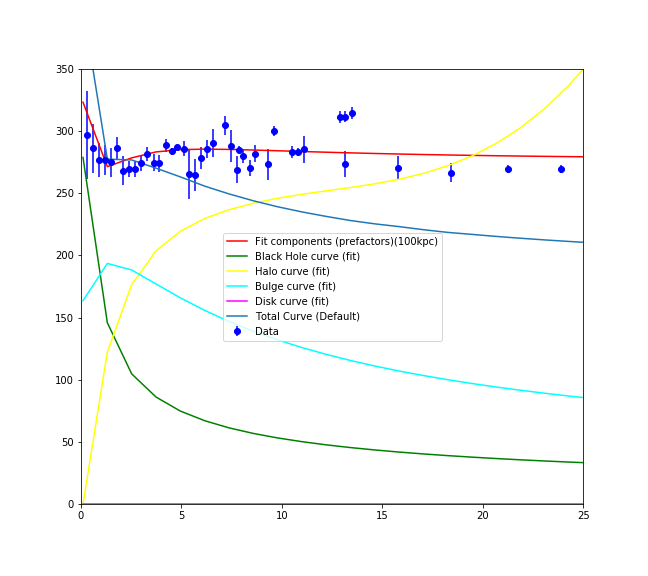 350
300
250
200
150
100
50
0
Fit components (prefactors)(100kpc)
Black Hole curve (fit)
Halo curve (fit)
Bulge curve (fit)
Disk curve (fit)
Total Curve (Default)
Data
0 5 10 15 20 25